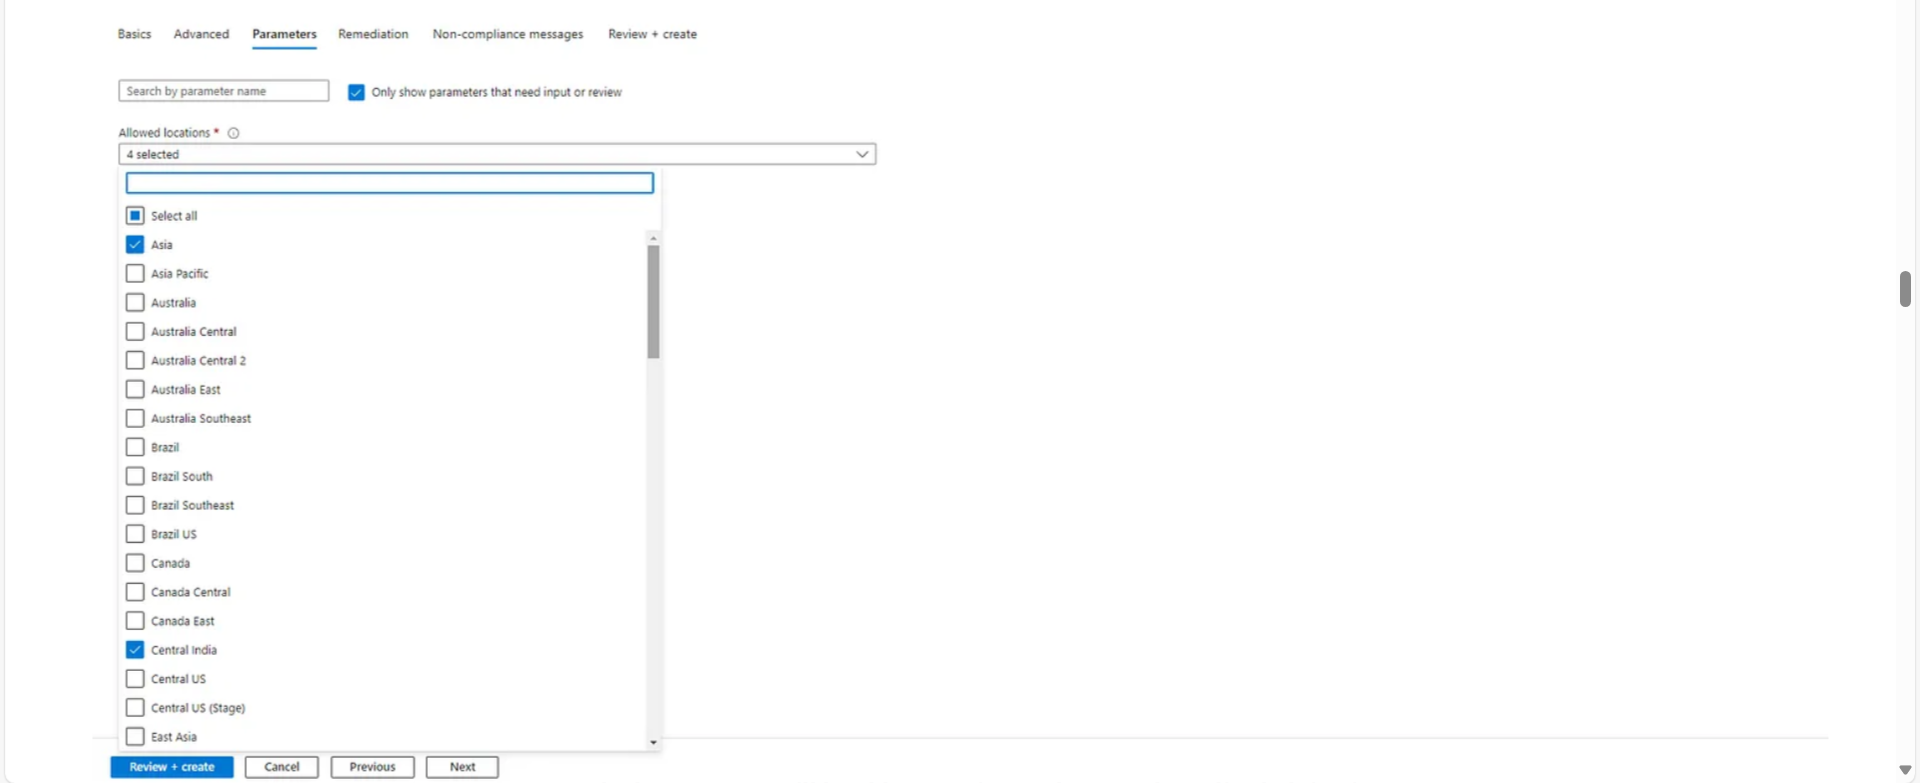 Basics Advanced Parameters Remediation Non-compliance messages Review + create
Search by parameter name Only show parameters that need input or review
Allowed locations *
4 selected
Select all
Asia
Asia Pacific
Australia
Australia Central
Australia Central 2
Australia East
Australia Southeast
Brazil
Brazil South
Brazil Southeast
Brazil US
Canada
Canada Central
Canada East
Central India
Central US
Central US (Stage)
East Asia
Review + create Cancel Previous Next